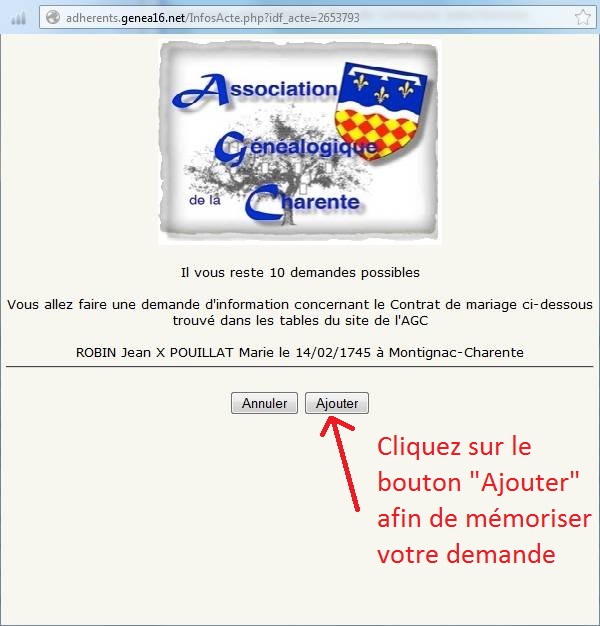 adherents.genea16.net/InfosActe.php?idf_acte=2653793
Association
Généalogique
de la Charente
Il vous reste 10 demandes possibles
Vous allez faire une demande d'information concernant le Contrat de mariage ci-dessous
trouvé dans les tables du site de l'AGC
ROBIN Jean X POUILLAT Marie le 14/02/1745 à Montignac-Charente
Annuler Ajouter
Cliquez sur le
bouton "Ajouter"
afin de mémoriser
votre demande